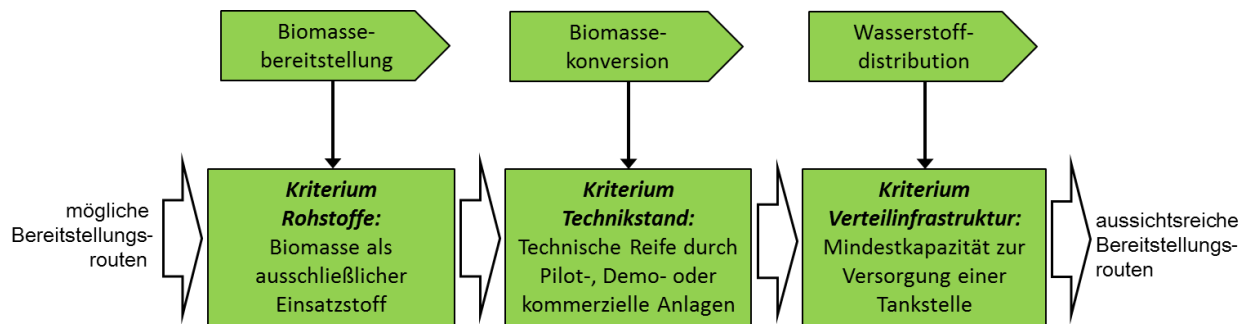 Biomasse-
bereitstellung
Biomasse-
konversion
Wasserstoff-
distribution
mögliche
Bereitstellungs-
routen
Kriterium
Rohstoffe:
Biomasse als
ausschließlicher
Einsatzstoff
Kriterium
Technikstand:
Technische Reife durch
Pilot-, Demo- oder
kommerzielle Anlagen
Kriterium
Verteilinfrastruktur:
Mindestkapazität zur
Versorgung einer
Tankstelle
aussichtsreiche
Bereitstellungs-
routen